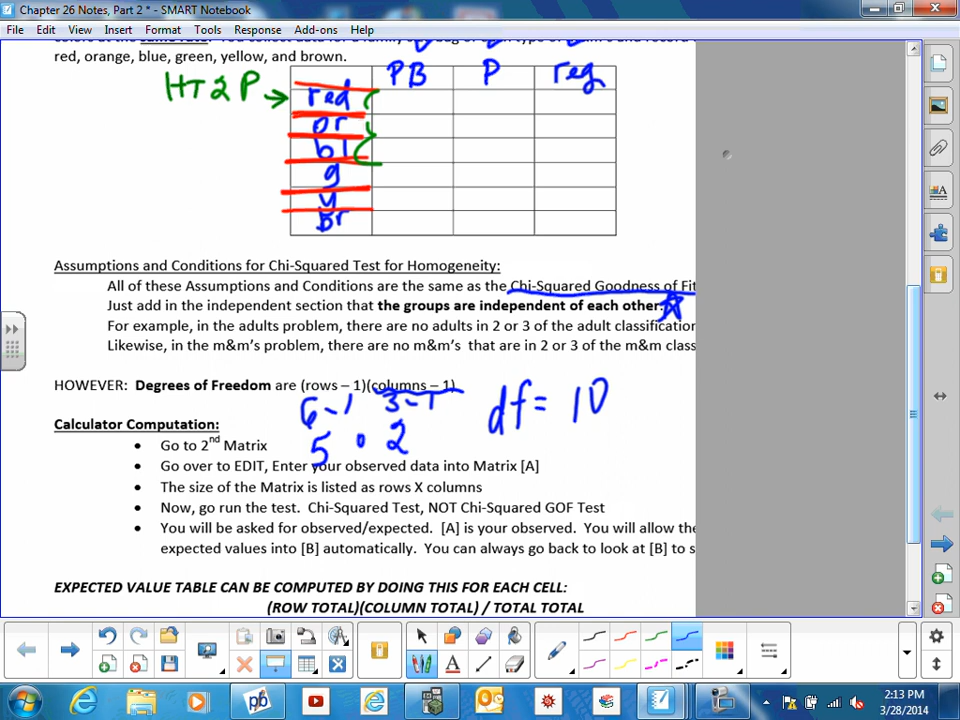 Chapter 26 Notes, Part 2 * - SMART Notebook
File Edit View Insert Format Tools Response Add-ons Help
red, orange, blue, green, yellow, and brown.
PB P reg
HT 2 P → red
or
bl
g
y
br
Assumptions and Conditions for Chi-Squared Test for Homogeneity:
All of these Assumptions and Conditions are the same as the Chi-Squared Goodness of Fit
Just add in the independent section that the groups are independent of each other.
For example, in the adults problem, there are no adults in 2 or 3 of the adult classification
Likewise, in the m&m's problem, there are no m&m's that are in 2 or 3 of the m&m class
HOWEVER: Degrees of Freedom are (rows – 1)(columns – 1)
6-1 3-1 df = 10
5 • 2
Calculator Computation:
• Go to 2nd Matrix
• Go over to EDIT, Enter your observed data into Matrix [A]
• The size of the Matrix is listed as rows X columns
• Now, go run the test. Chi-Squared Test, NOT Chi-Squared GOF Test
• You will be asked for observed/expected. [A] is your observed. You will allow the
expected values into [B] automatically. You can always go back to look at [B] to s
EXPECTED VALUE TABLE CAN BE COMPUTED BY DOING THIS FOR EACH CELL:
(ROW TOTAL)(COLUMN TOTAL) / TOTAL TOTAL
2:13 PM
3/28/2014